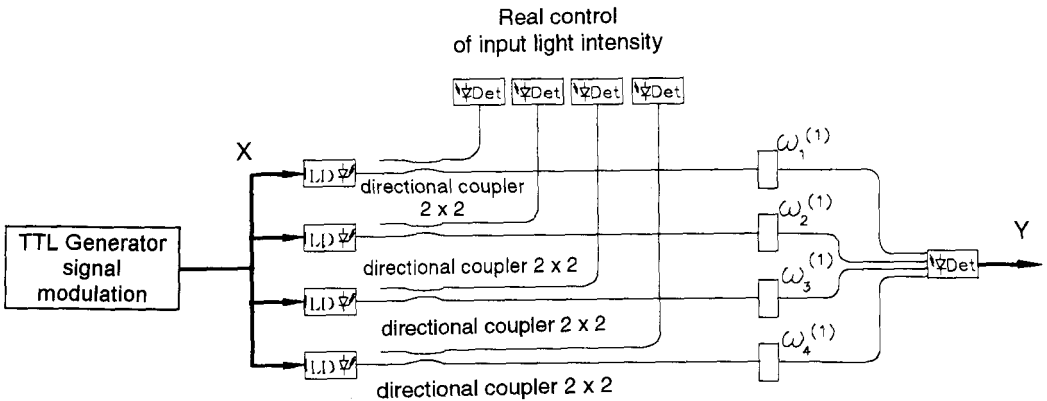 Real control
of input light intensity
Det Det Det Det
X
ω₁⁽¹⁾
LD
directional coupler
2 x 2
ω₂⁽¹⁾
LD
TTL Generator
signal
modulation
directional coupler 2 x 2
Y
Det
ω₃⁽¹⁾
LD
directional coupler 2 x 2
ω₄⁽¹⁾
LD
directional coupler 2 x 2